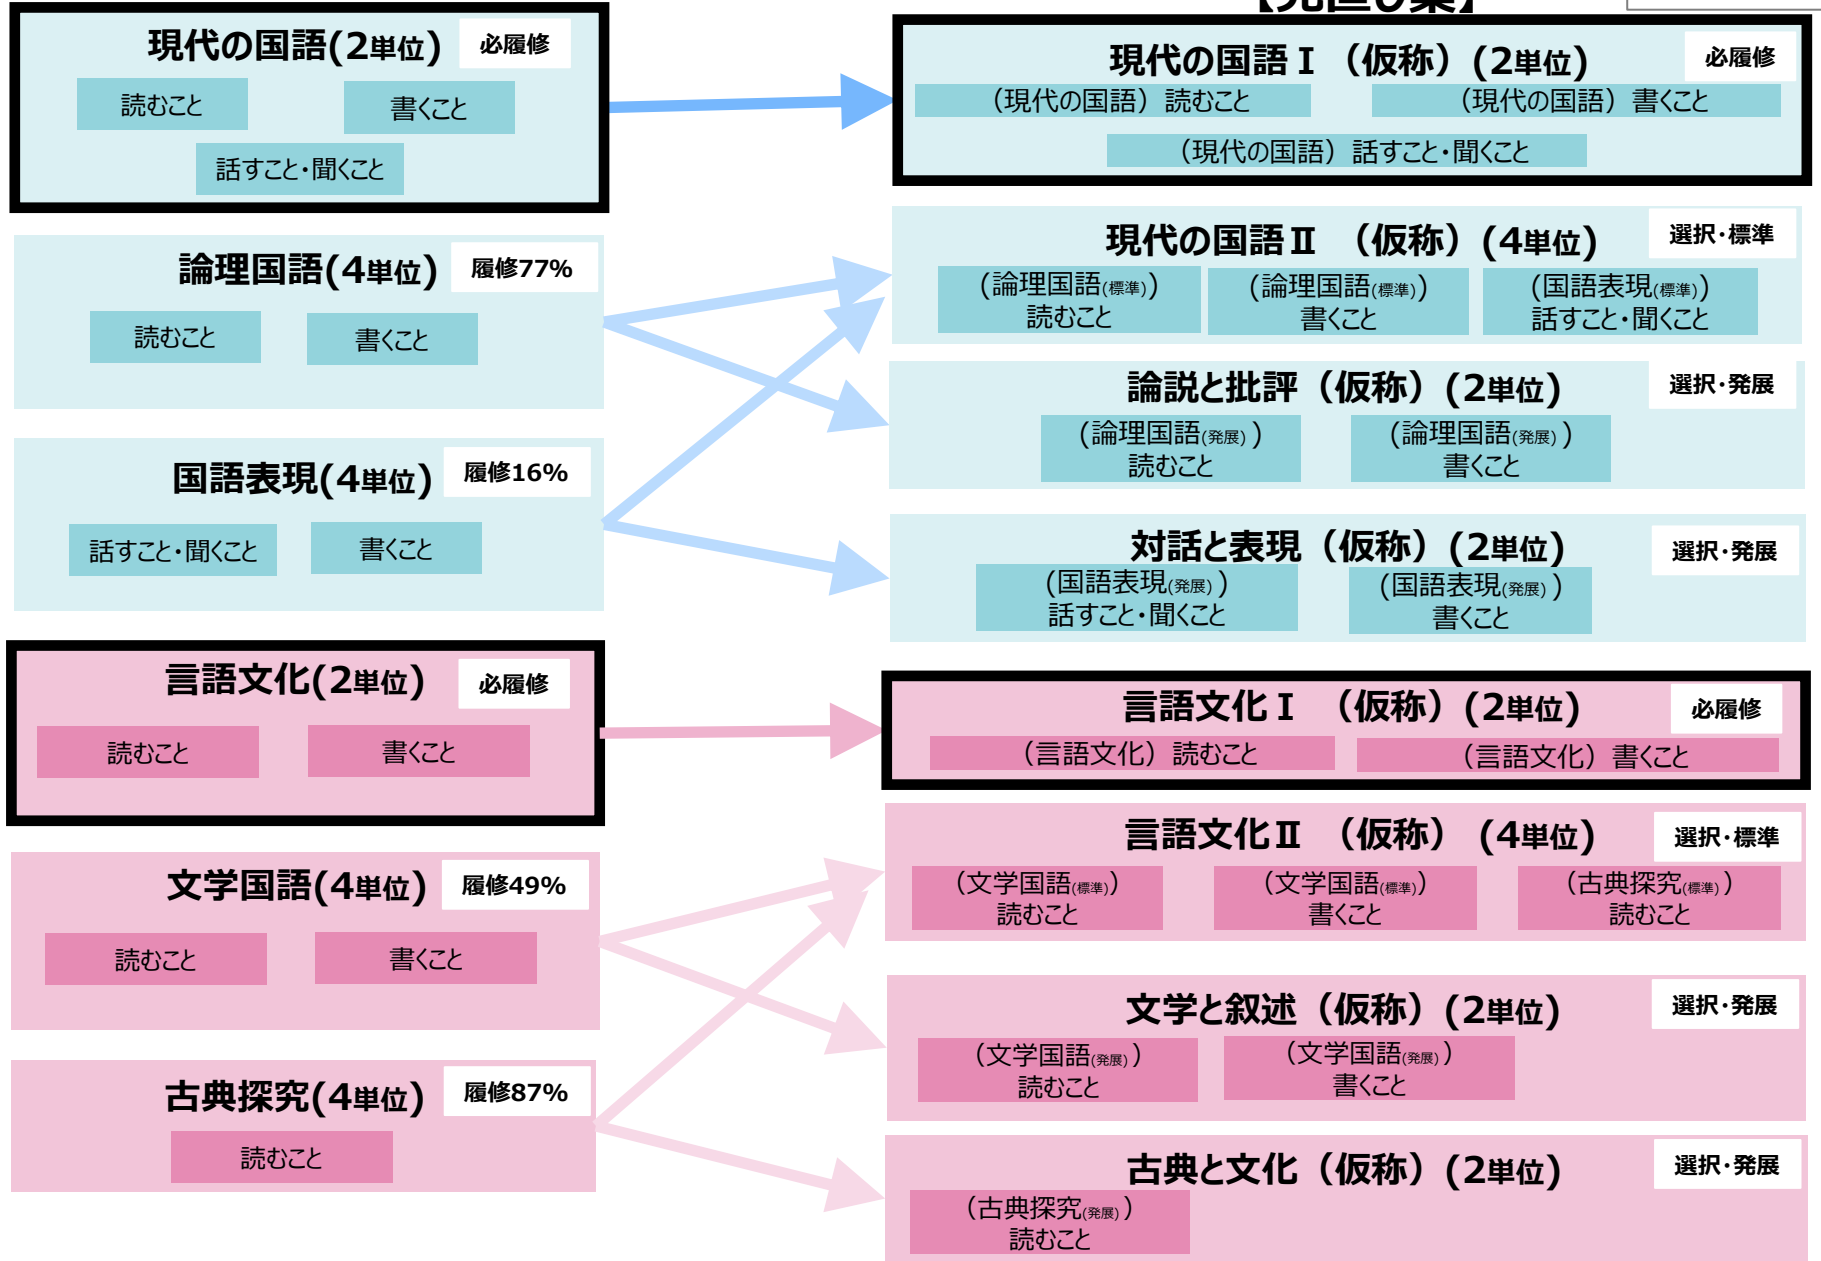 【見直し案】
現代の国語(2単位)
必履修
読むこと
書くこと
話すこと・聞くこと
論理国語(4単位)
履修77%
読むこと
書くこと
国語表現(4単位)
履修16%
話すこと・聞くこと
書くこと
言語文化(2単位)
必履修
読むこと
書くこと
文学国語(4単位)
履修49%
読むこと
書くこと
古典探究(4単位)
履修87%
読むこと
現代の国語Ⅰ（仮称）(2単位)
必履修
（現代の国語）読むこと
（現代の国語）書くこと
（現代の国語）話すこと・聞くこと
現代の国語Ⅱ（仮称）(4単位)
選択・標準
(論理国語(標準))
読むこと
(論理国語(標準))
書くこと
(国語表現(標準))
話すこと・聞くこと
論説と批評（仮称）(2単位)
選択・発展
(論理国語(発展))
読むこと
(論理国語(発展))
書くこと
対話と表現（仮称）(2単位)
選択・発展
(国語表現(発展))
話すこと・聞くこと
(国語表現(発展))
書くこと
言語文化Ⅰ（仮称）(2単位)
必履修
（言語文化）読むこと
（言語文化）書くこと
言語文化Ⅱ（仮称）(4単位)
選択・標準
（文学国語(標準)）
読むこと
（文学国語(標準)）
書くこと
（古典探究(標準)）
読むこと
文学と叙述（仮称）(2単位)
選択・発展
（文学国語(発展)）
読むこと
（文学国語(発展)）
書くこと
古典と文化（仮称）(2単位)
選択・発展
（古典探究(発展)）
読むこと